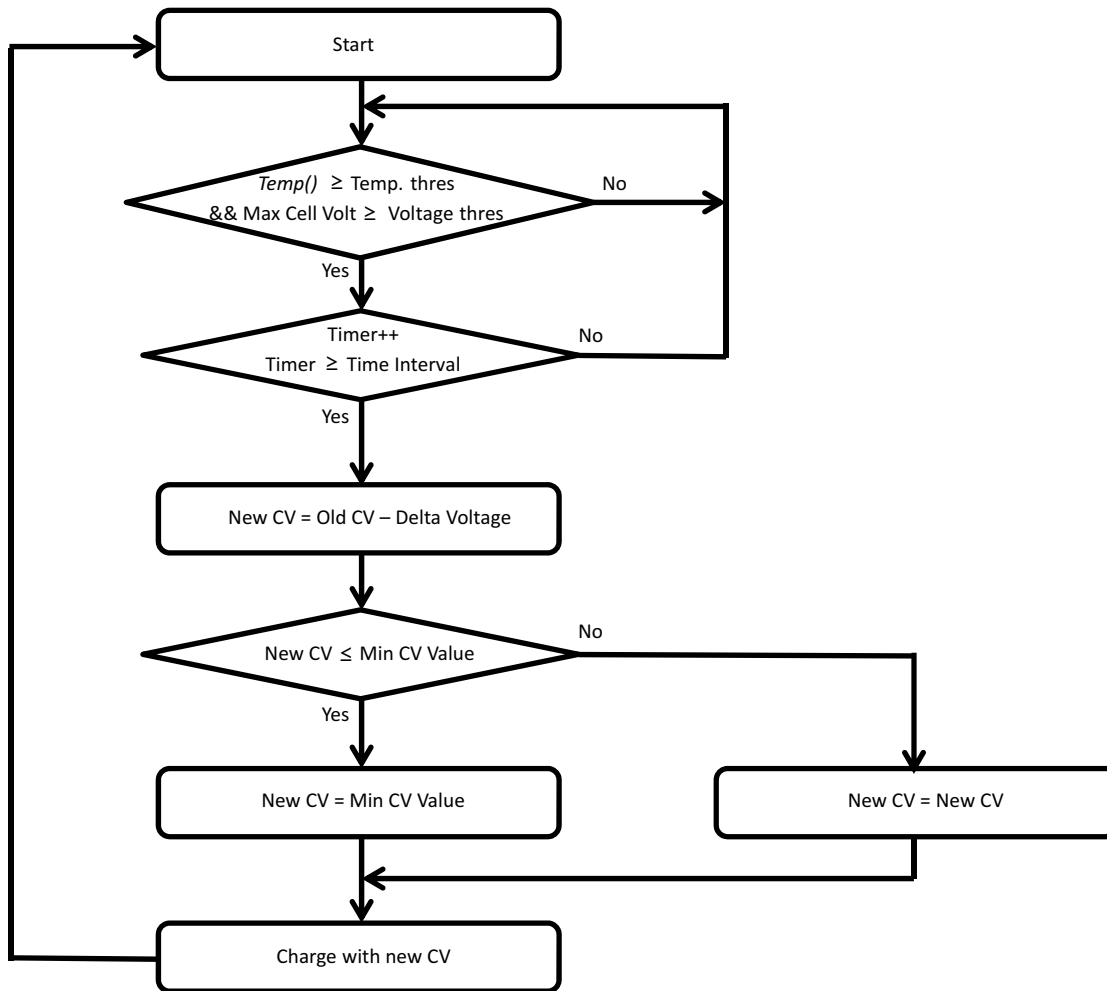 Start
Temp() ≥ Temp. thres
&& Max Cell Volt ≥ Voltage thres
No
Yes
Timer++
Timer ≥ Time Interval
No
Yes
New CV = Old CV – Delta Voltage
New CV ≤ Min CV Value
No
Yes
New CV = Min CV Value
New CV = New CV
Charge with new CV